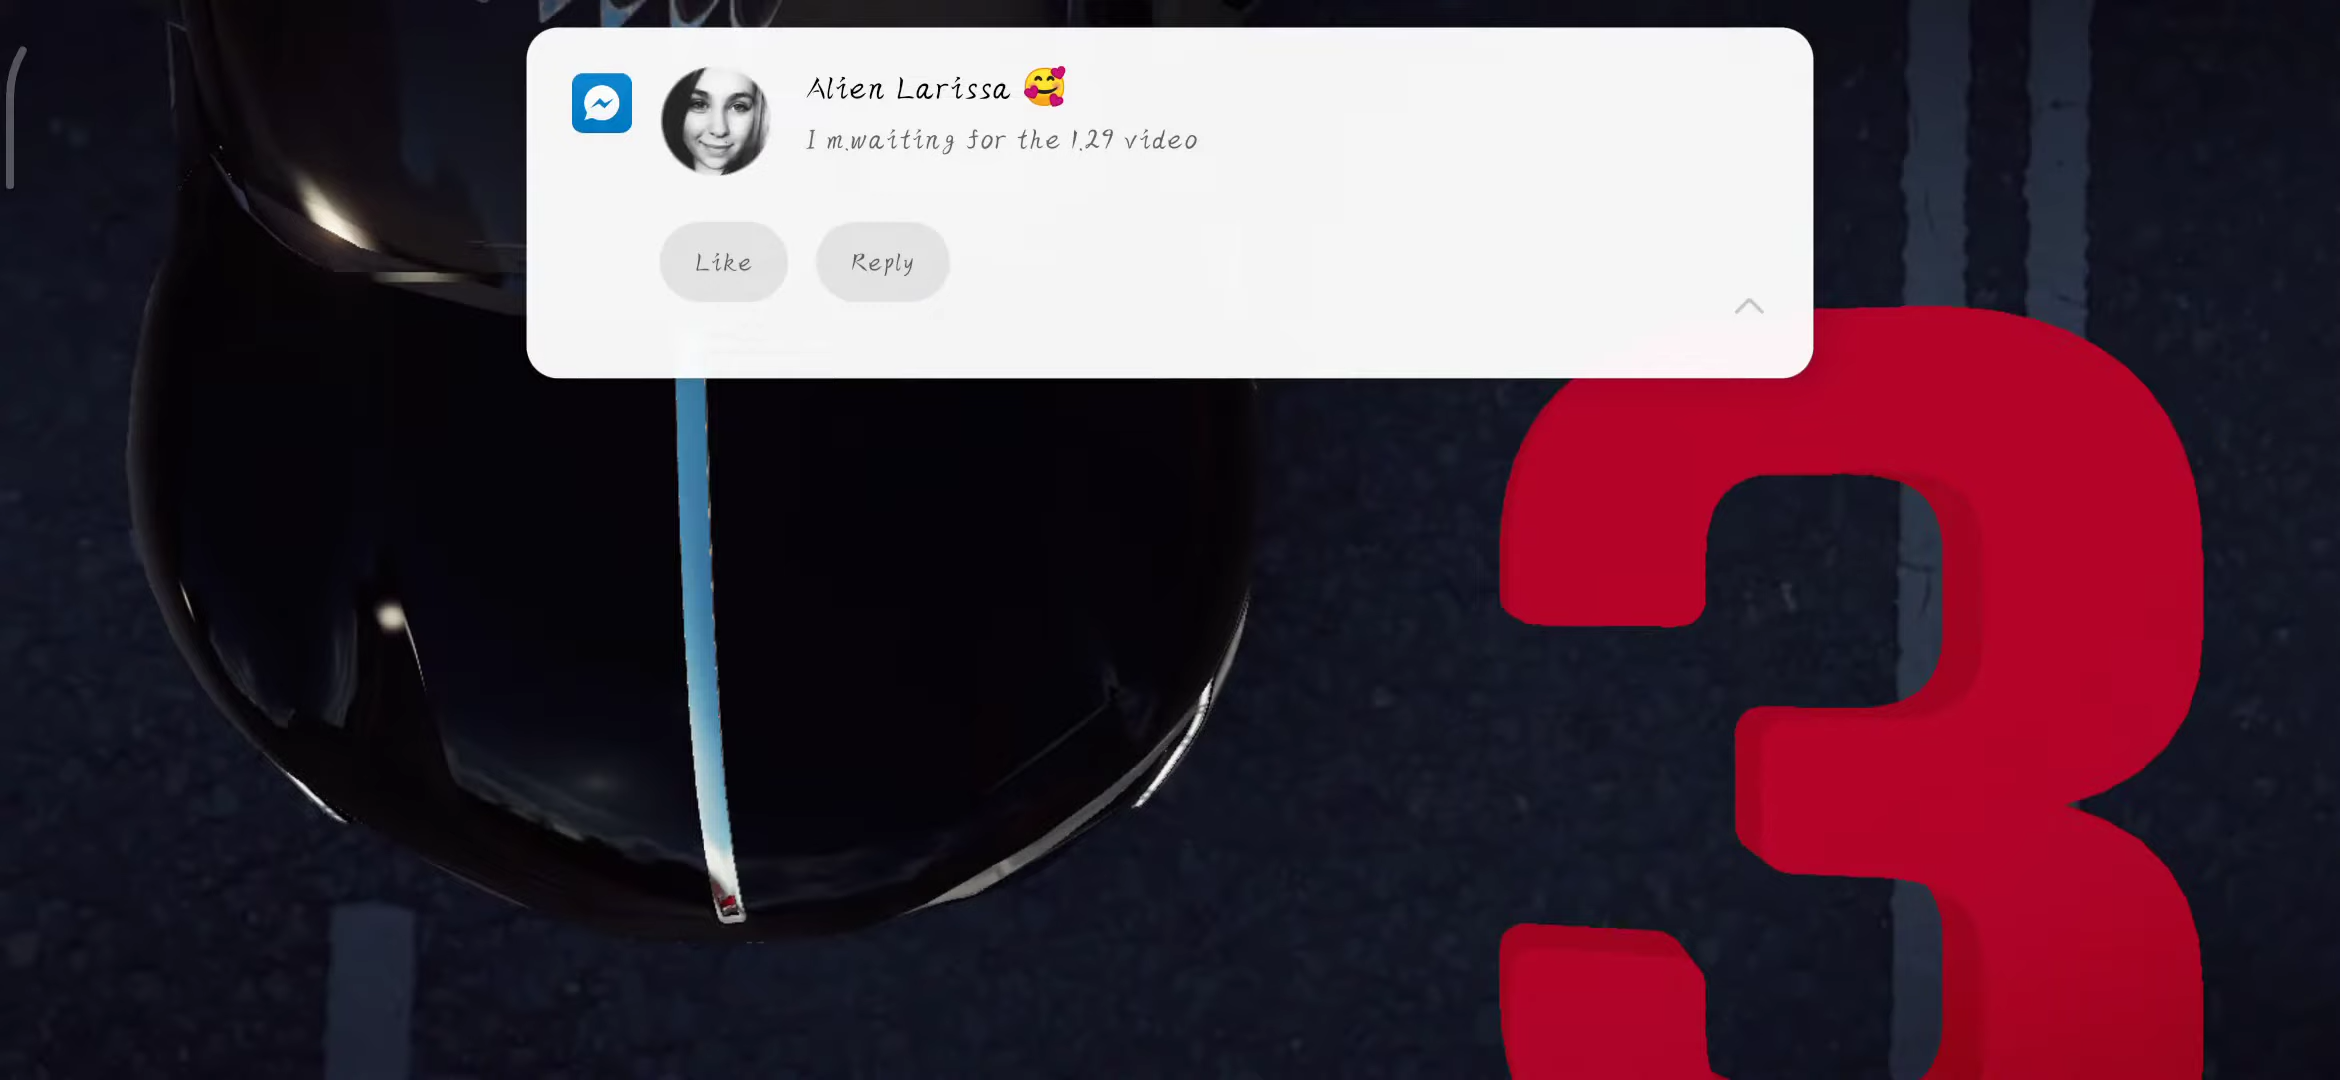 Alien Larissa 🥰
I m.waiting for the 1.29 video
Like
Reply
3